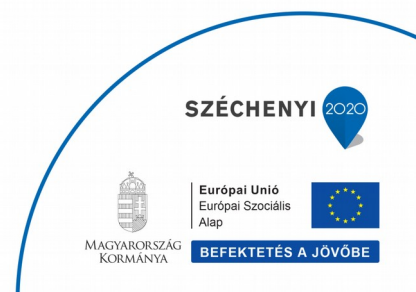 SZÉCHENYI 2020
MAGYARORSZÁG
KORMÁNYA
Európai Unió
Európai Szociális
Alap
BEFEKTETÉS A JÖVŐBE